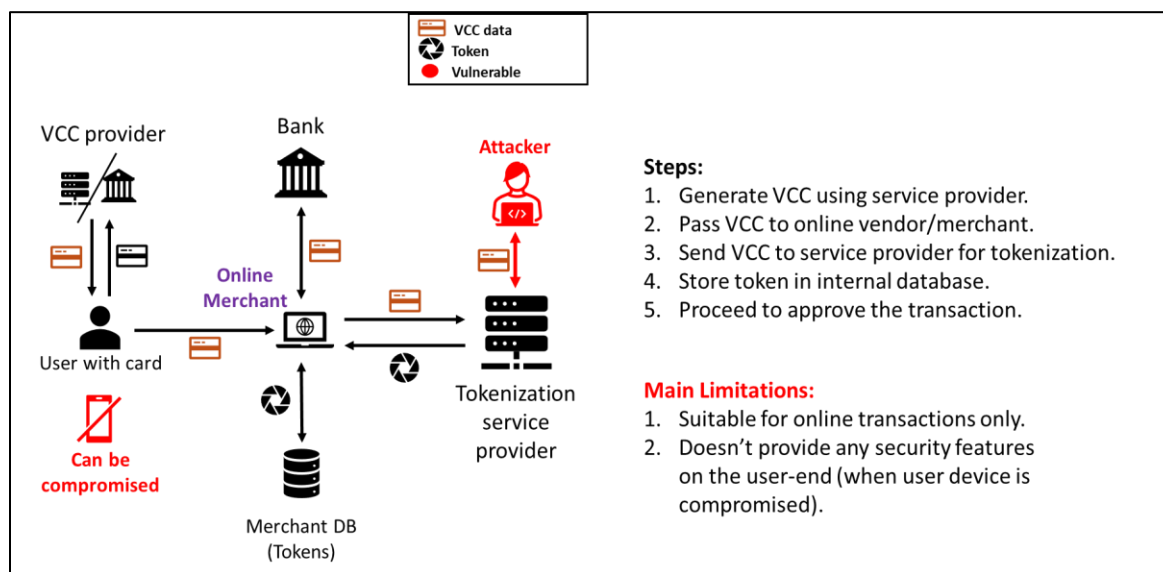 VCC data
Token
Vulnerable
VCC provider
Bank
Attacker
Online
Merchant
User with card
Can be
compromised
Tokenization
service
provider
Merchant DB
(Tokens)
Steps:
1. Generate VCC using service provider.
2. Pass VCC to online vendor/merchant.
3. Send VCC to service provider for tokenization.
4. Store token in internal database.
5. Proceed to approve the transaction.
Main Limitations:
1. Suitable for online transactions only.
2. Doesn’t provide any security features
on the user-end (when user device is
compromised).